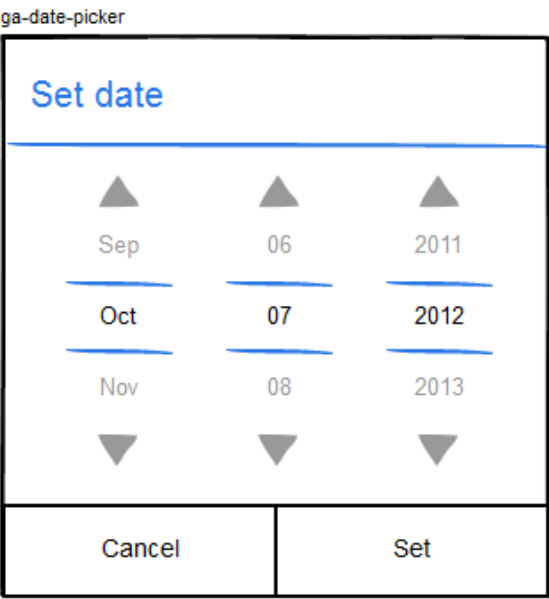 ga-date-picker
Set date
Sep 06 2011
Oct 07 2012
Nov 08 2013
Cancel Set